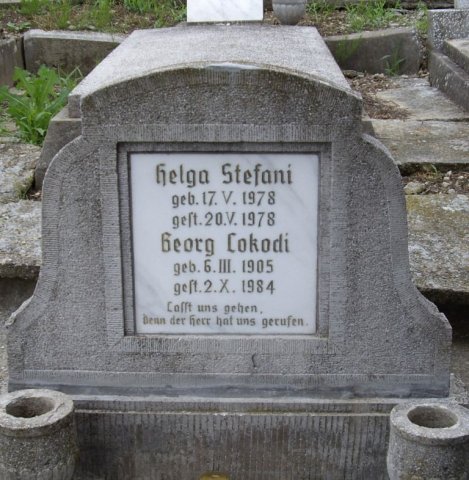 Helga Stefani
geb. 17. V. 1978
gest. 20. V. 1978
Georg Lokodi
geb. 6. III. 1905
gest. 2. X. 1984
Lasst uns gehen,
denn der Herr hat uns gerufen.